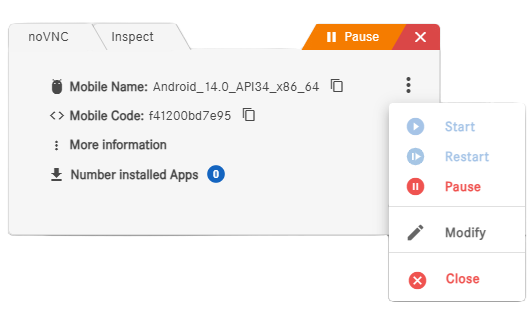 noVNC Inspect Pause
Mobile Name: Android_14.0_API34_x86_64
Mobile Code: f41200bd7e95
More information
Number installed Apps 0
Start
Restart
Pause
Modify
Close